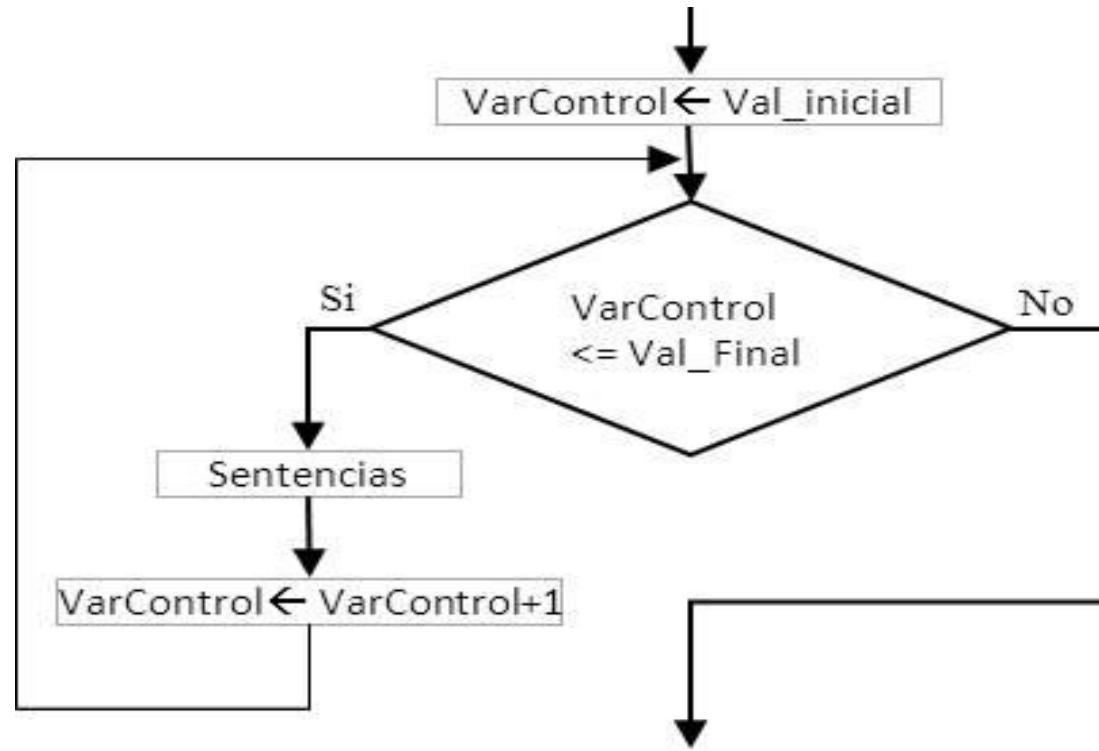 VarControl← Val_inicial
Si
No
VarControl
<= Val_Final
Sentencias
VarControl← VarControl+1